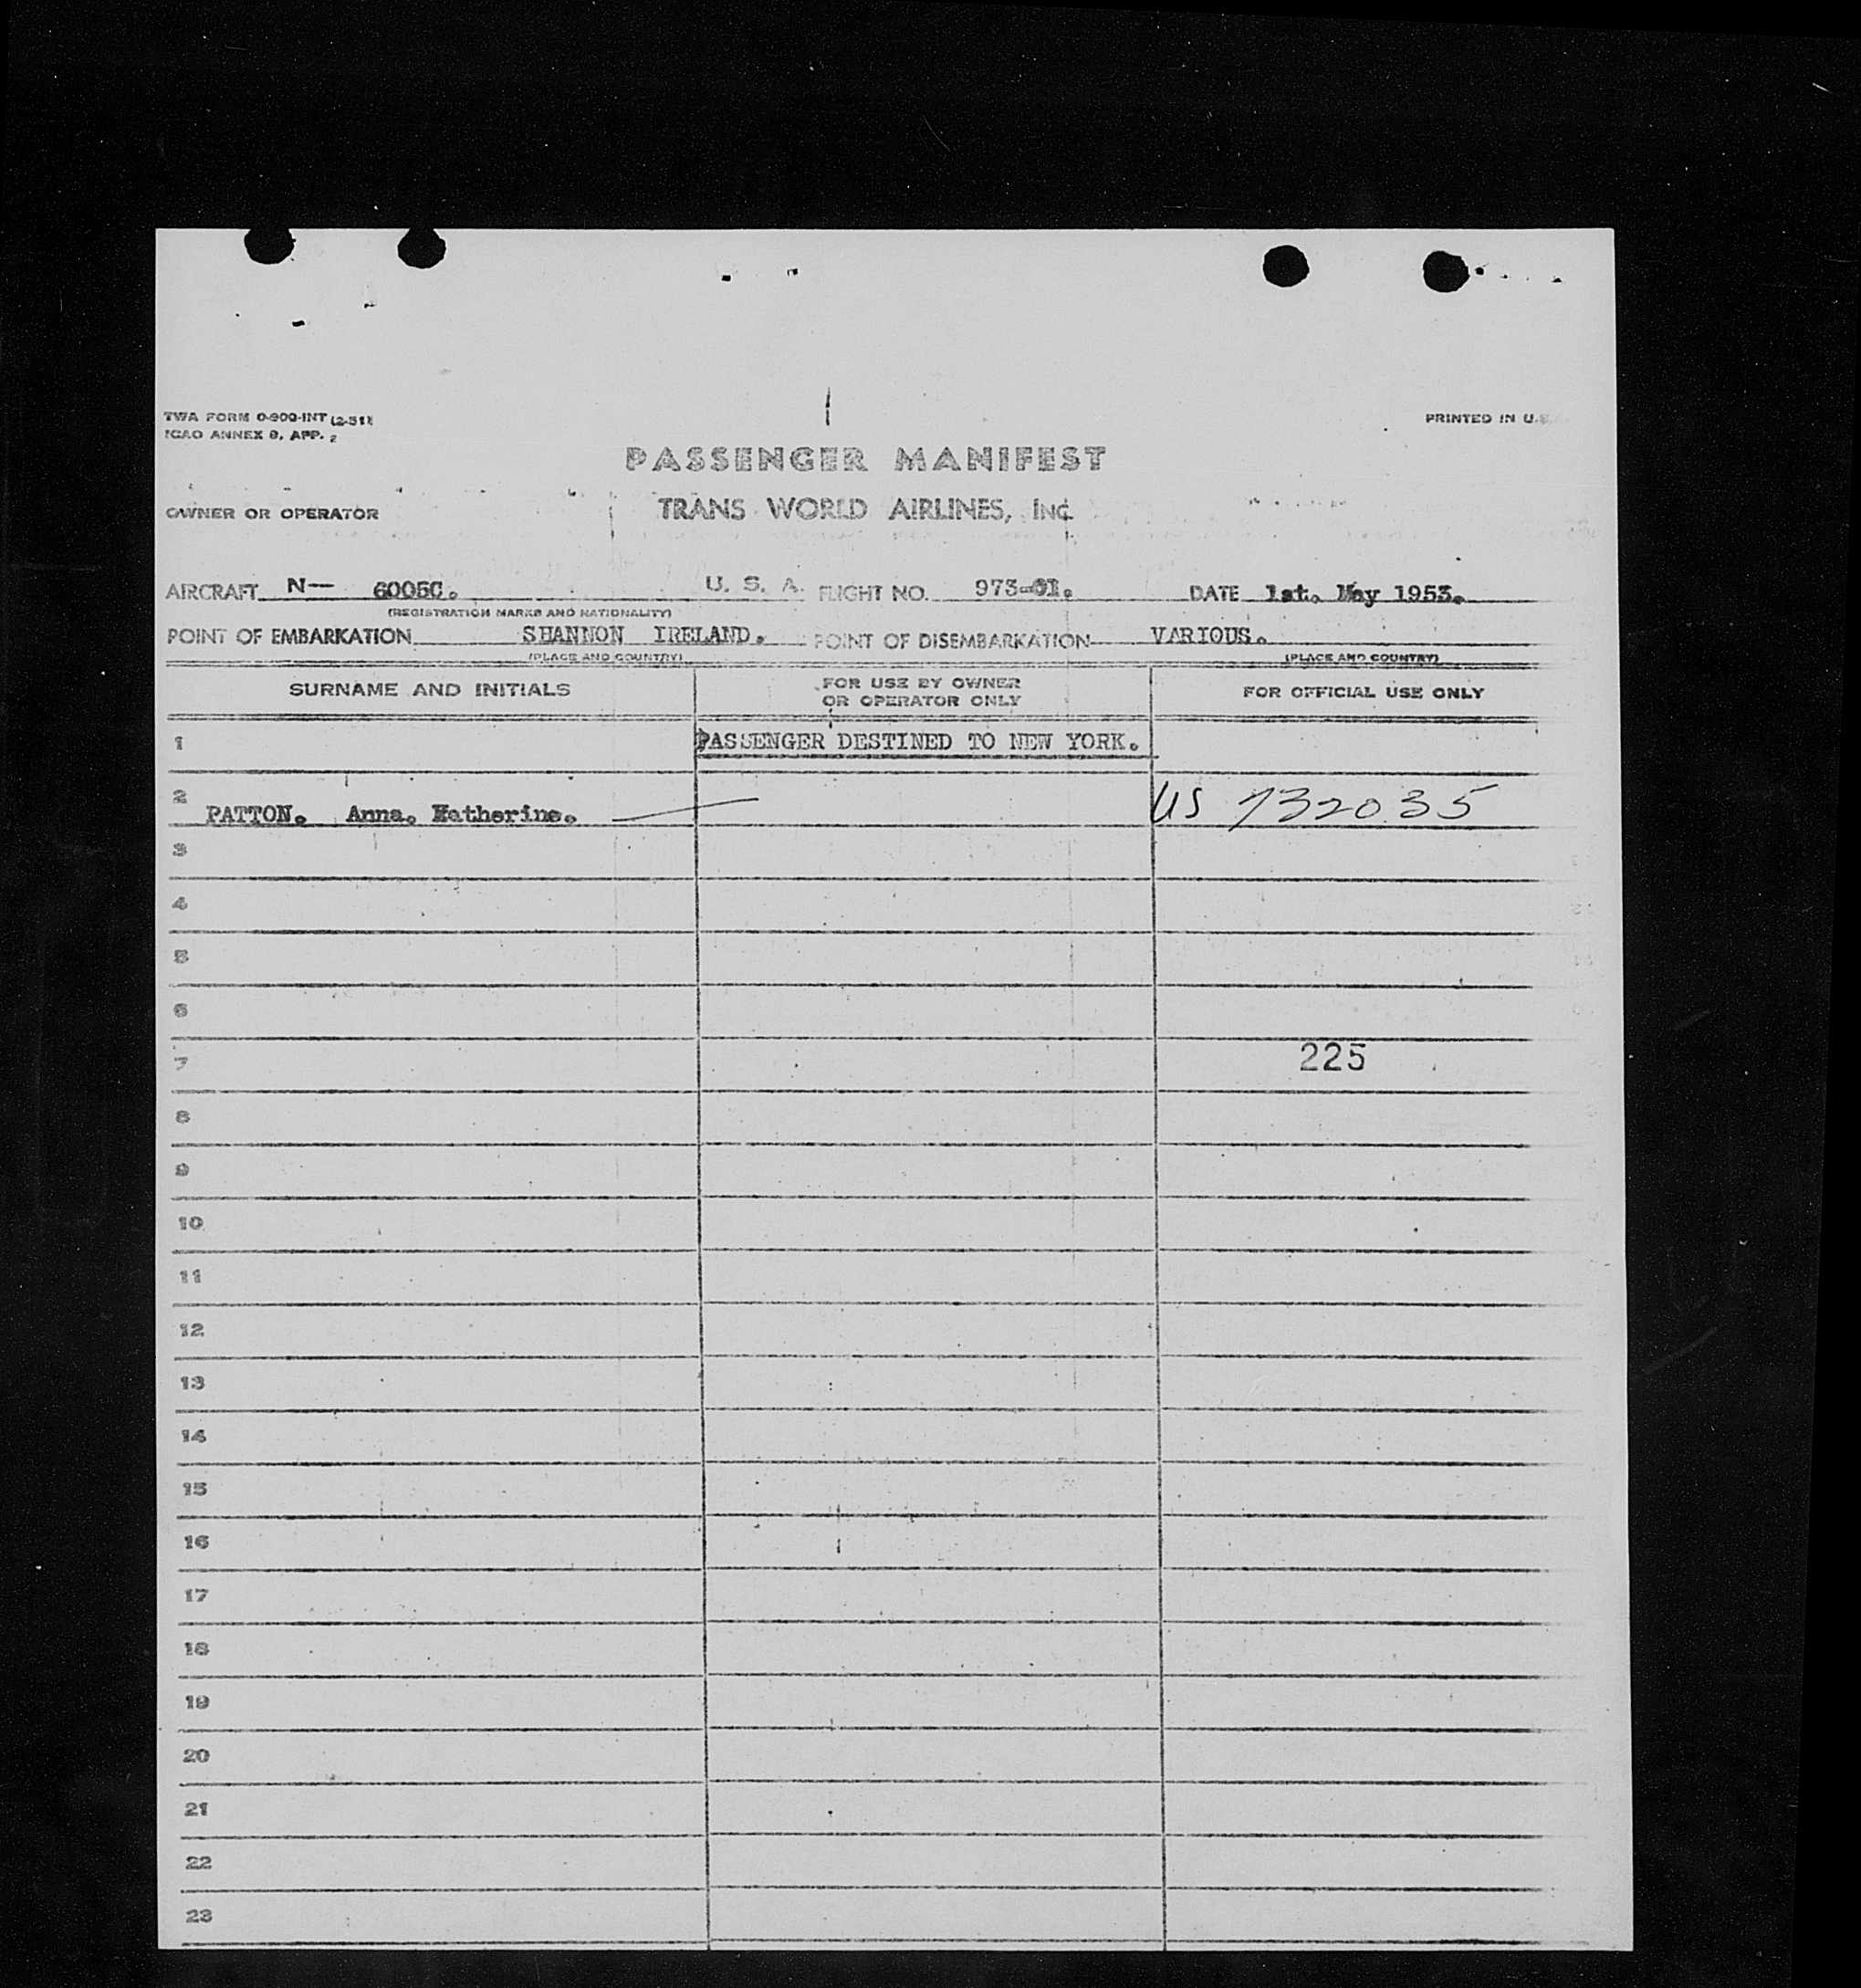 TWA FORM 0-900-INT (2-51)
ICAO ANNEX 9, APP. 2
PRINTED IN U.S.
PASSENGER MANIFEST
OWNER OR OPERATOR TRANS WORLD AIRLINES, Inc.
AIRCRAFT N— 6005C. U. S. A. FLIGHT NO. 973-01. DATE 1st. May 1953.
(REGISTRATION MARKS AND NATIONALITY)
POINT OF EMBARKATION SHANNON IRELAND. POINT OF DISEMBARKATION VARIOUS.
(PLACE AND COUNTRY) (PLACE AND COUNTRY)
SURNAME AND INITIALS FOR USE BY OWNER OR OPERATOR ONLY FOR OFFICIAL USE ONLY
1 PASSENGER DESTINED TO NEW YORK.
2 PATTON. Anna. Katherine. US 732035
3
4
5
6
7 225
8
9
10
11
12
13
14
15
16
17
18
19
20
21
22
23